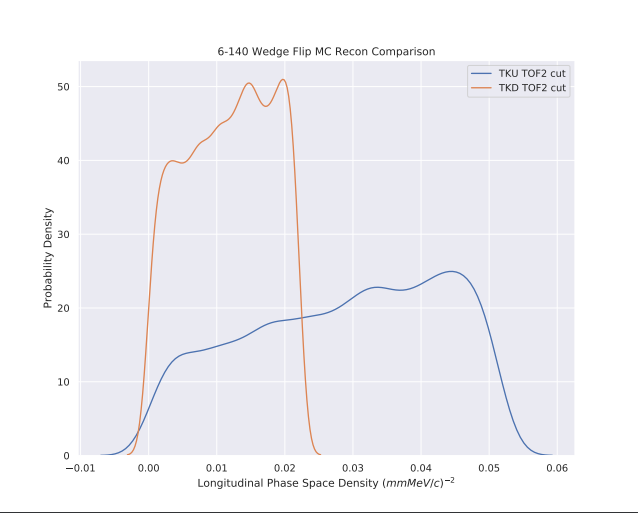 6-140 Wedge Flip MC Recon Comparison
TKU TOF2 cut
TKD TOF2 cut
Probability Density
50
40
30
20
10
0
−0.01 0.00 0.01 0.02 0.03 0.04 0.05 0.06
Longitudinal Phase Space Density (mmMeV/c)⁻²